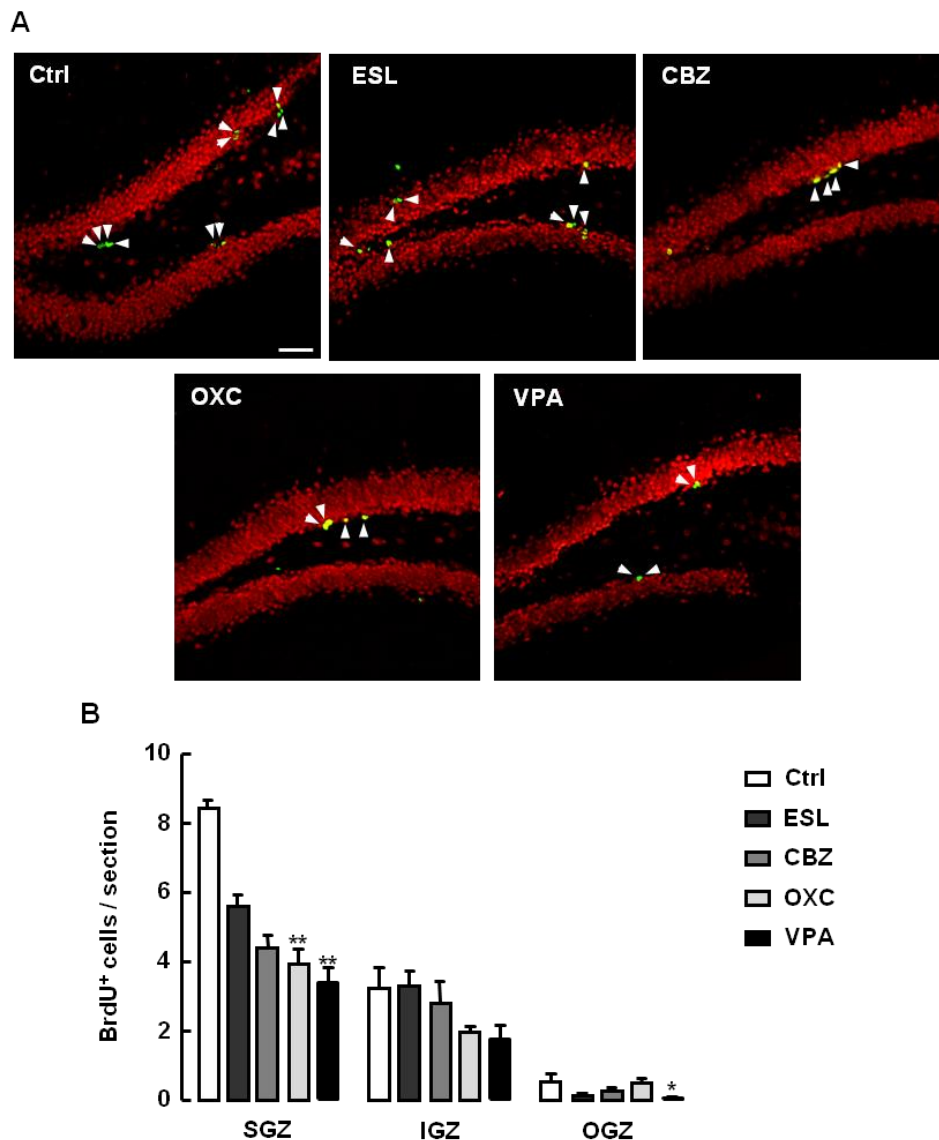 A
Ctrl
ESL
CBZ
OXC
VPA
B
10
8
6
4
2
0
BrdU⁺ cells / section
**
**
*
SGZ
IGZ
OGZ
Ctrl
ESL
CBZ
OXC
VPA